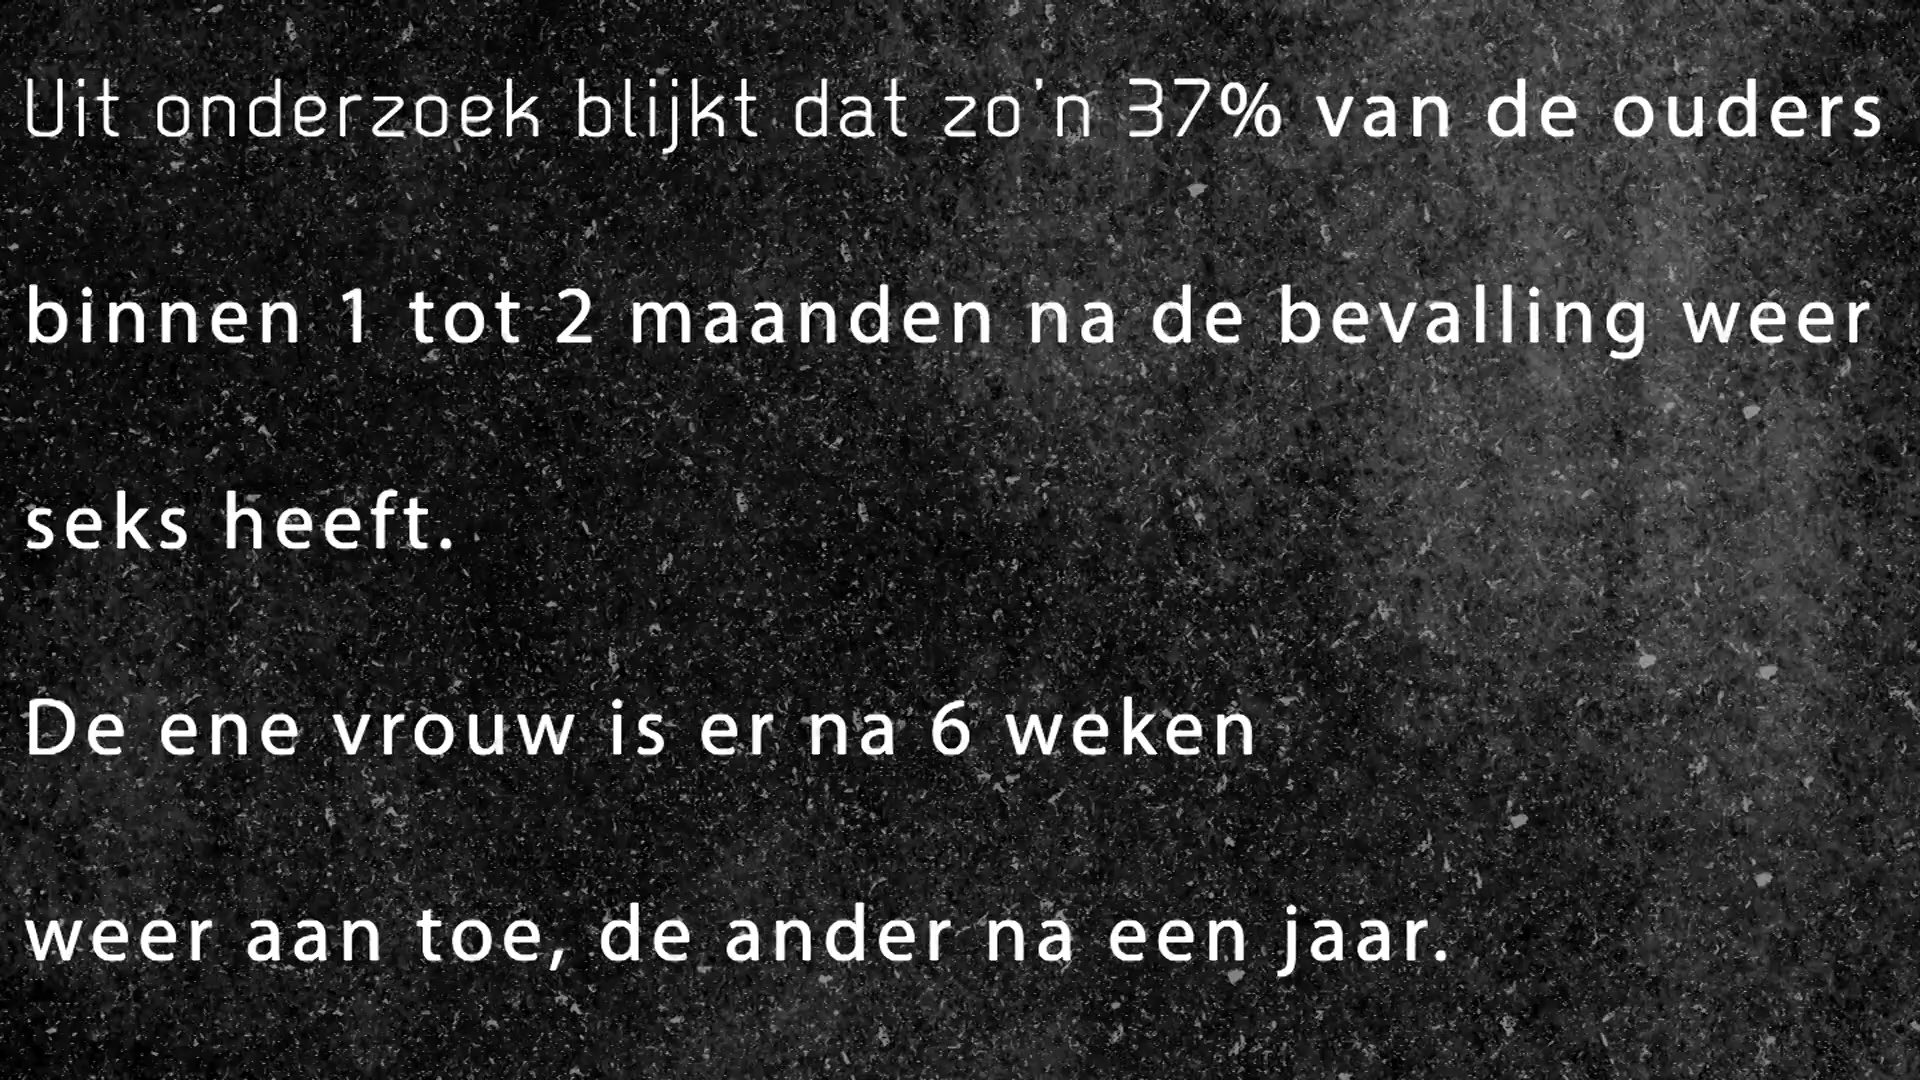 Uit onderzoek blijkt dat zo'n 37% van de ouders
binnen 1 tot 2 maanden na de bevalling weer
seks heeft.
De ene vrouw is er na 6 weken
weer aan toe, de ander na een jaar.